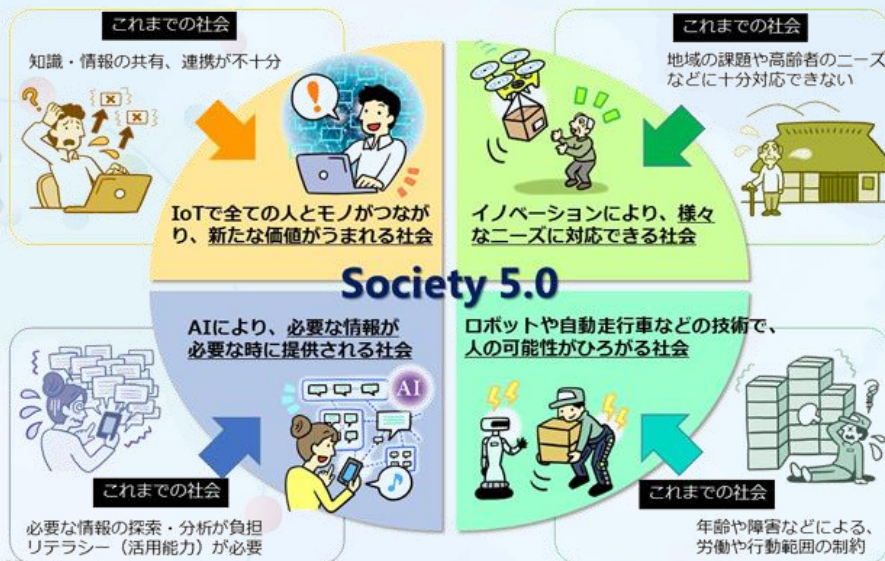 これまでの社会
知識・情報の共有、連携が不十分
?
!
IoTで全ての人とモノがつなが
り、新たな価値がうまれる社会
これまでの社会
地域の課題や高齢者のニーズ
などに十分対応できない
イノベーションにより、様々
なニーズに対応できる社会
Society 5.0
AIにより、必要な情報が
必要な時に提供される社会
AI
これまでの社会
必要な情報の探索・分析が負担
リテラシー（活用能力）が必要
ロボットや自動走行車などの技術で、
人の可能性がひろがる社会
これまでの社会
年齢や障害などによる、
労働や行動範囲の制約